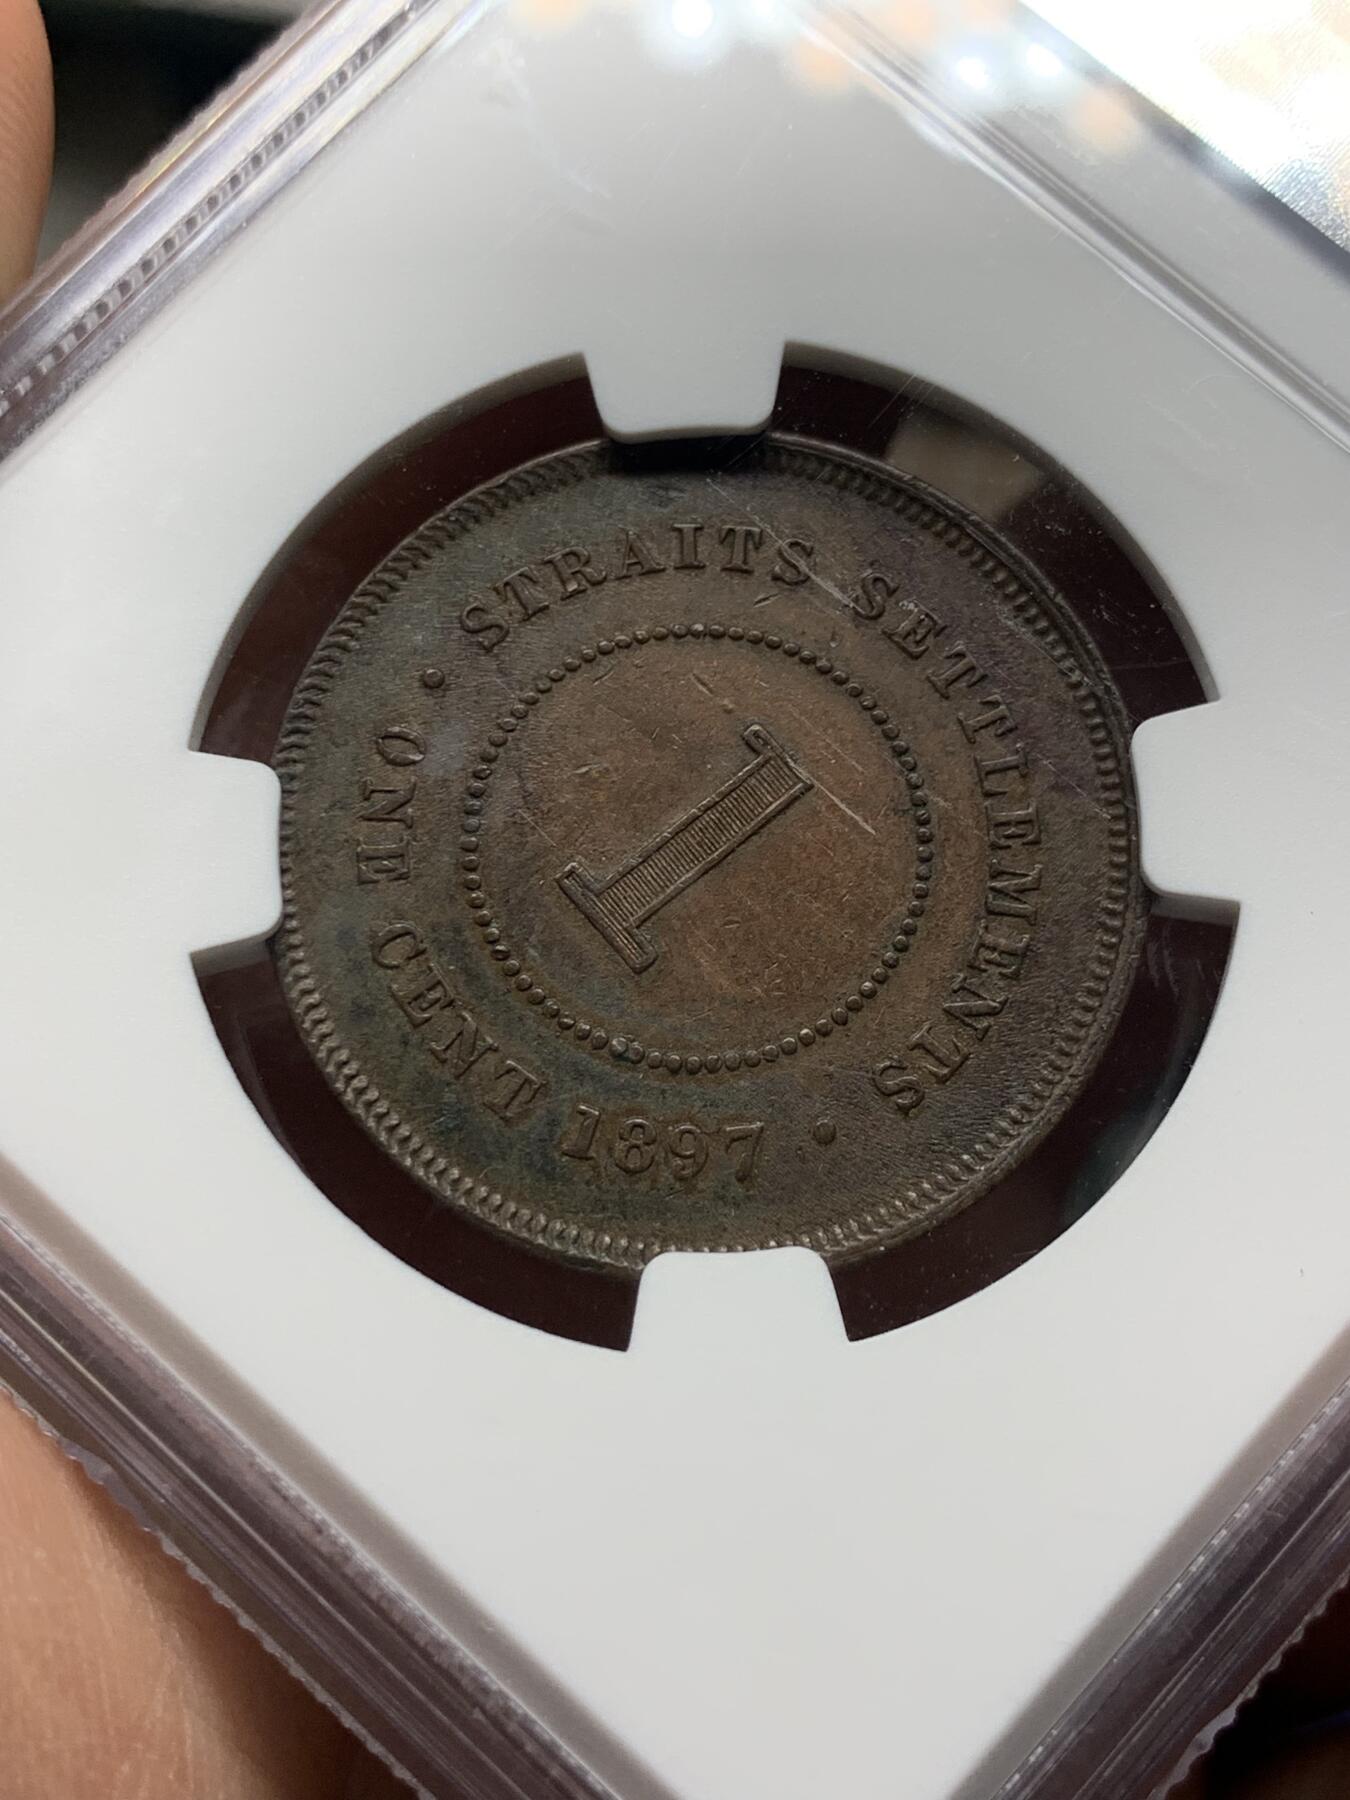 STRAITS SETTLEMENTS
ONE CENT 1897
1